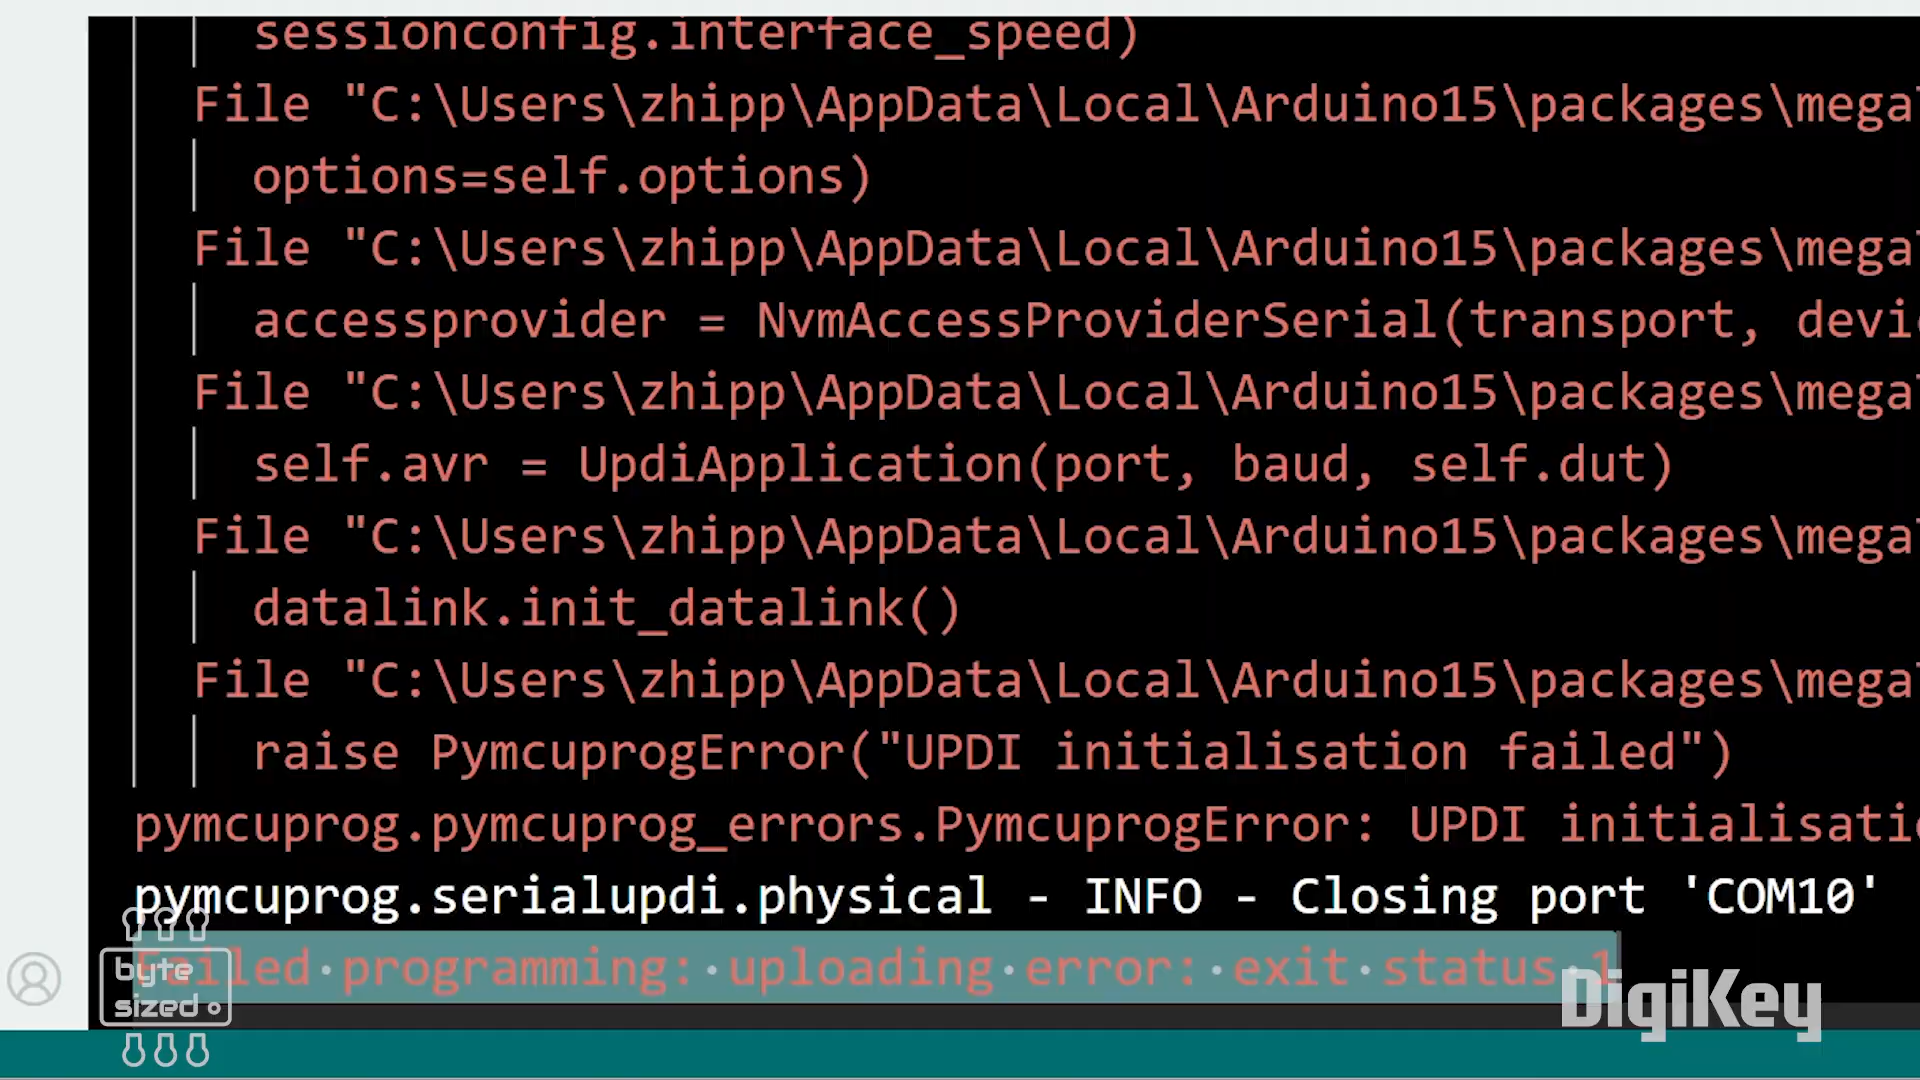 sessionconfig.interface_speed)
File "C:\Users\zhipp\AppData\Local\Arduino15\packages\mega
options=self.options)
File "C:\Users\zhipp\AppData\Local\Arduino15\packages\mega
accessprovider = NvmAccessProviderSerial(transport, devi
File "C:\Users\zhipp\AppData\Local\Arduino15\packages\mega
self.avr = UpdiApplication(port, baud, self.dut)
File "C:\Users\zhipp\AppData\Local\Arduino15\packages\mega
datalink.init_datalink()
File "C:\Users\zhipp\AppData\Local\Arduino15\packages\mega
raise PymcuprogError("UPDI initialisation failed")
pymcuprog.pymcuprog_errors.PymcuprogError: UPDI initialisati
pymcuprog.serialupdi.physical - INFO - Closing port 'COM10'
Failed programming: uploading error: exit status 1
byte
sized
DigiKey